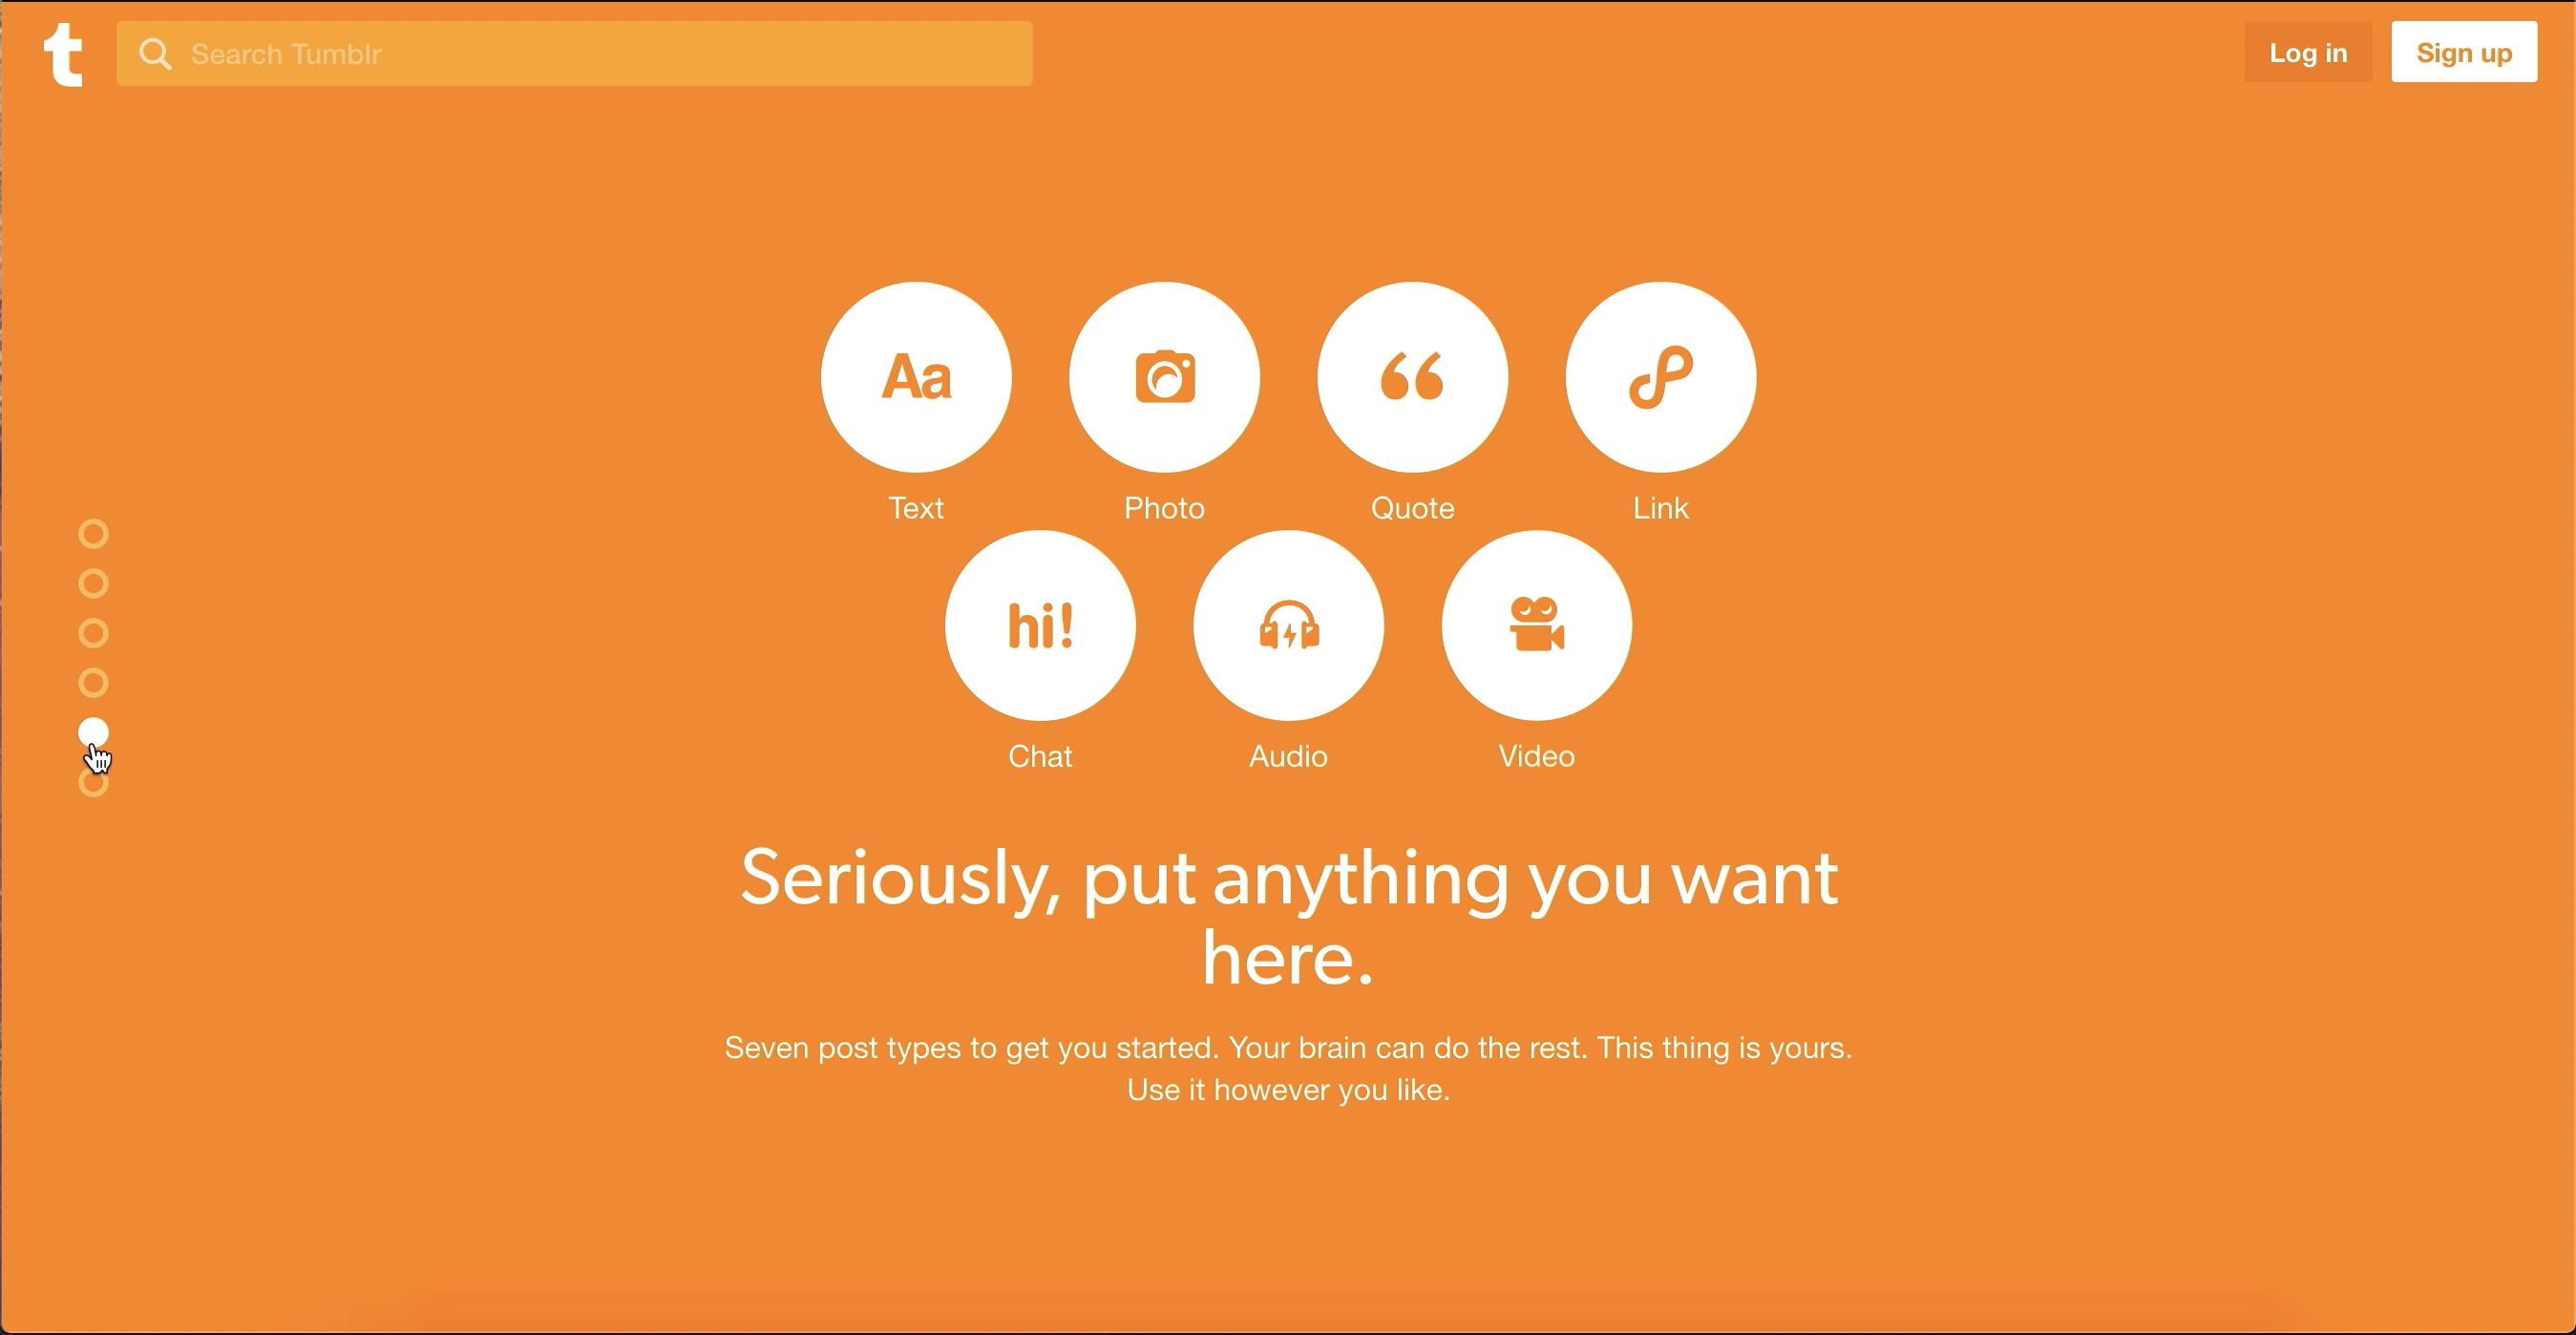 t
Search Tumblr
Log in
Sign up
Aa
Text
Photo
“
Quote
Link
hi!
Chat
Audio
Video
Seriously, put anything you want
here.
Seven post types to get you started. Your brain can do the rest. This thing is yours.
Use it however you like.